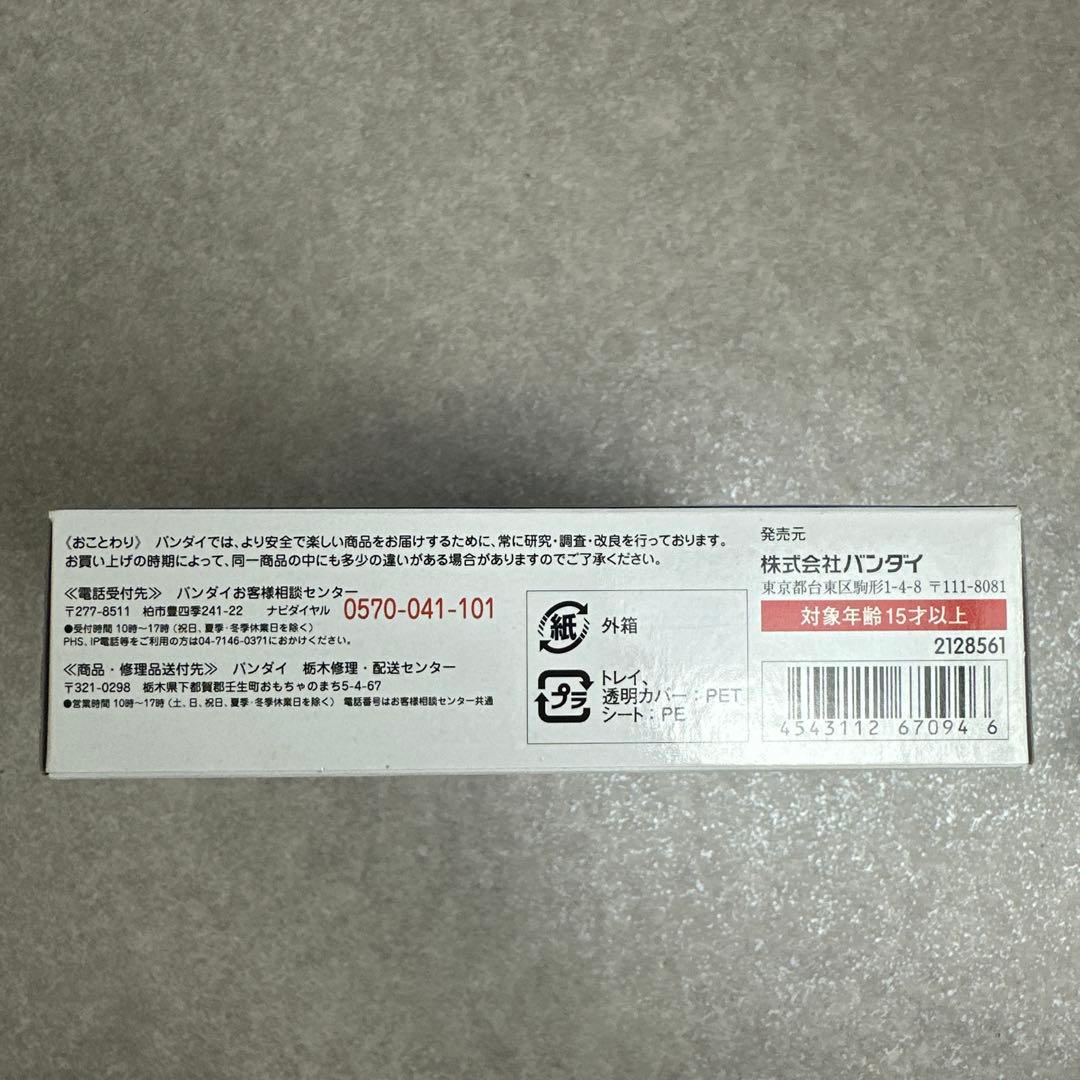 《おことわり》 バンダイでは、より安全で楽しい商品をお届けするために、常に研究・調査・改良を行っております。
お買い上げの時期によって、同一商品の中にも多少の違いがある場合がありますのでご了承ください。
≪電話受付先≫ バンダイお客様相談センター
〒277-8511 柏市豊四季241-22 ナビダイヤル 0570-041-101
●受付時間 10時〜17時(祝日、夏季・冬季休業日を除く)
PHS、IP電話等をご利用の方は04-7146-0371におかけください。
≪商品・修理品送付先≫ バンダイ 栃木修理・配送センター
〒321-0298 栃木県下都賀郡壬生町おもちゃのまち5-4-67
●営業時間 10時〜17時(土、日、祝日、夏季・冬季休業日を除く) 電話番号はお客様相談センター共通
紙 外箱
プラ トレイ、
透明カバー:PET
シート:PE
発売元
株式会社バンダイ
東京都台東区駒形1-4-8 〒111-8081
対象年齢15才以上
2128561
4543112 67094 6